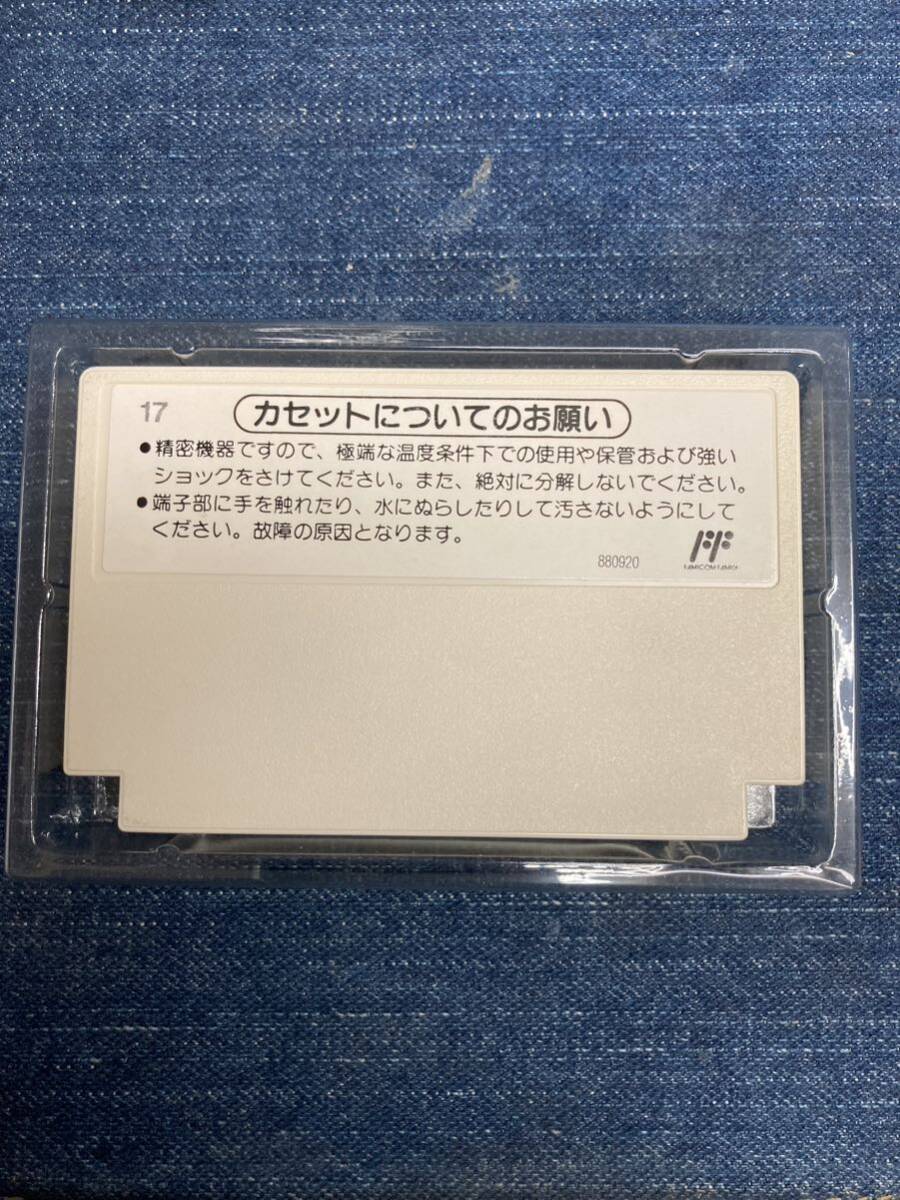 17
カセットについてのお願い
●精密機器ですので、極端な温度条件下での使用や保管および強い
ショックをさけてください。また、絶対に分解しないでください。
●端子部に手を触れたり、水にぬらしたりして汚さないようにして
ください。故障の原因となります。
880920
FF
FAMICOM FAMILY